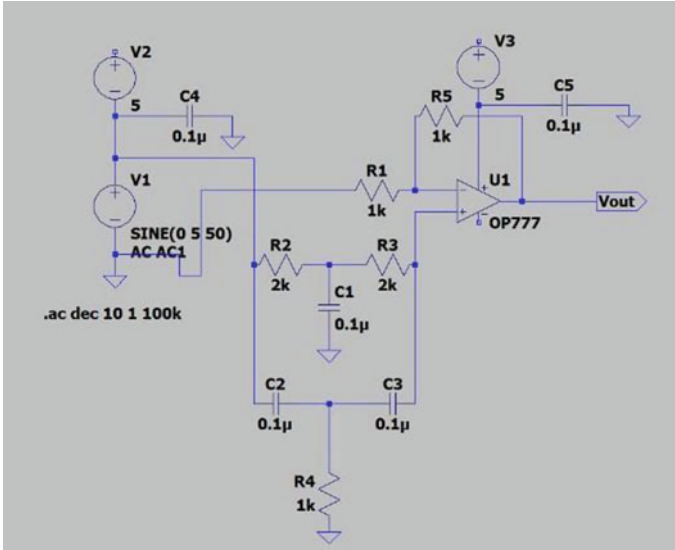 V2
5
C4
0.1µ
V1
SINE(0 5 50)
AC AC1
.ac dec 10 1 100k
V3
5
C5
0.1µ
R5
1k
R1
1k
U1
OP777
Vout
R2
2k
R3
2k
C1
0.1µ
C2
0.1µ
C3
0.1µ
R4
1k